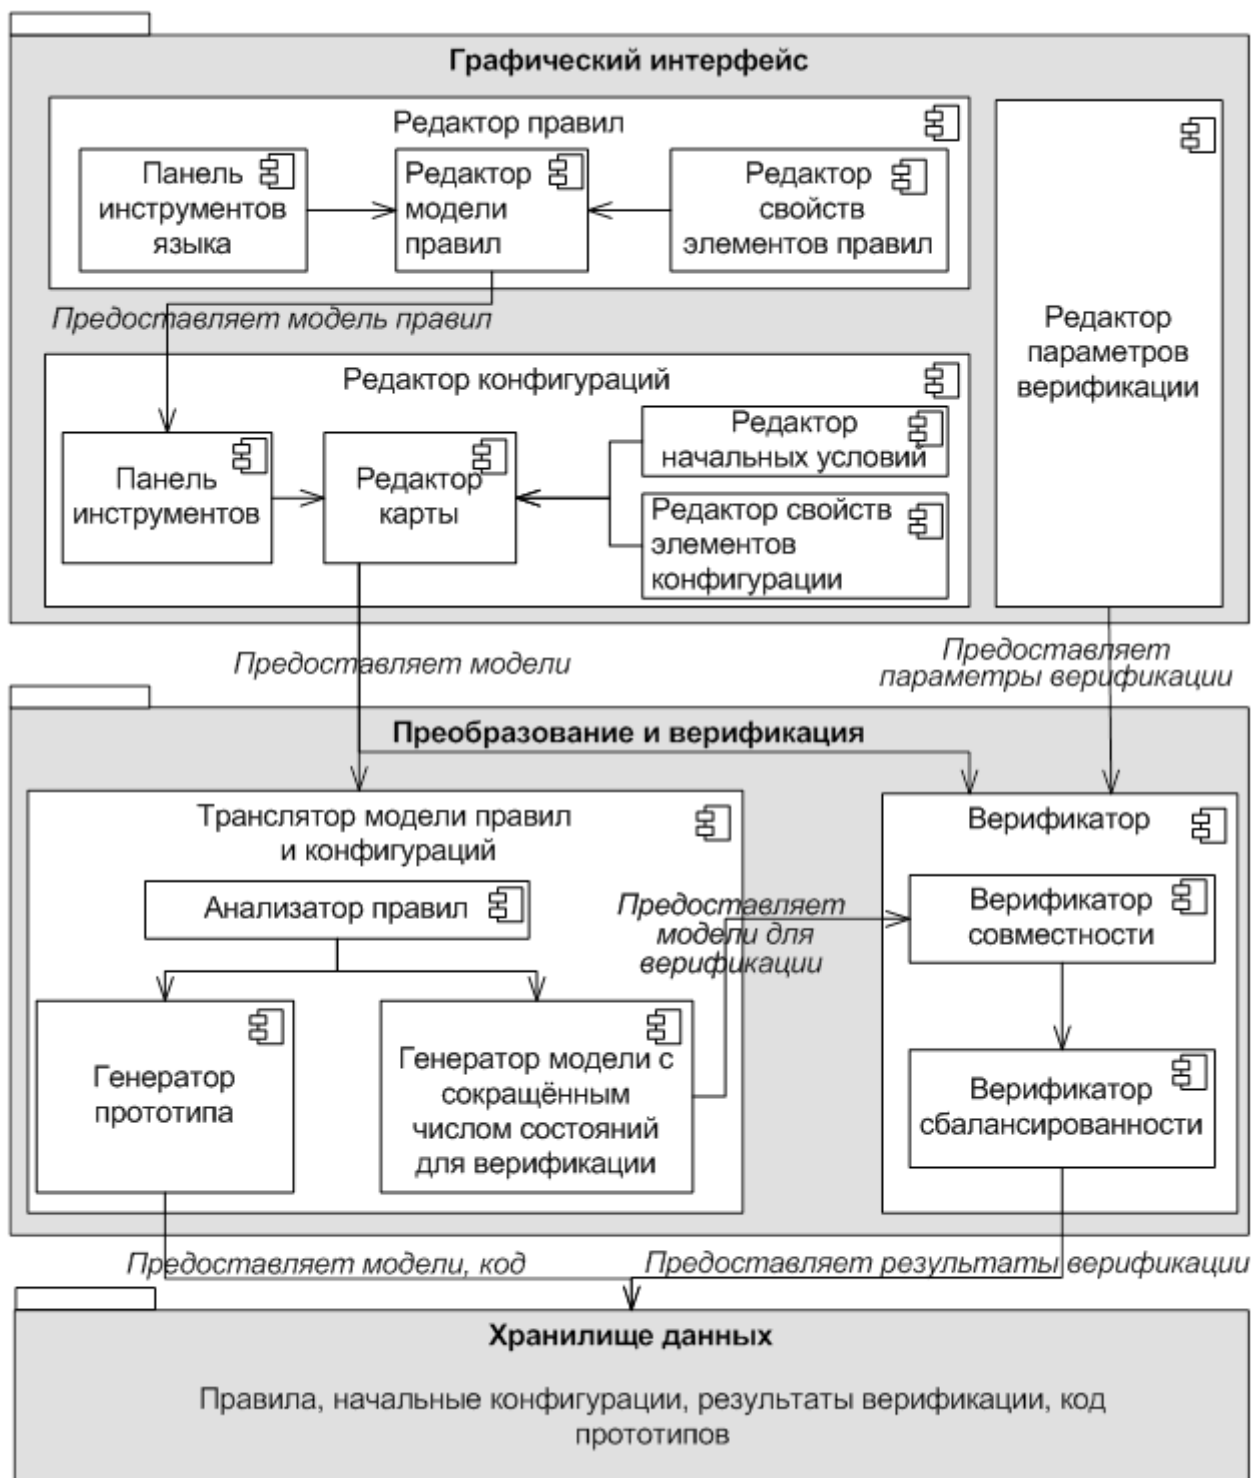 Графический интерфейс
Редактор правил
Панель
инструментов
языка
Редактор
модели
правил
Редактор
свойств
элементов правил
Предоставляет модель правил
Редактор
параметров
верификации
Редактор конфигураций
Панель
инструментов
Редактор
карты
Редактор
начальных условий
Редактор свойств
элементов
конфигурации
Предоставляет модели
Предоставляет
параметры верификации
Преобразование и верификация
Транслятор модели правил
и конфигураций
Анализатор правил
Генератор
прототипа
Генератор модели с
сокращённым
числом состояний
для верификации
Предоставляет
модели для
верификации
Верификатор
Верификатор
совместности
Верификатор
сбалансированности
Предоставляет модели, код
Предоставляет результаты верификации
Хранилище данных
Правила, начальные конфигурации, результаты верификации, код
прототипов